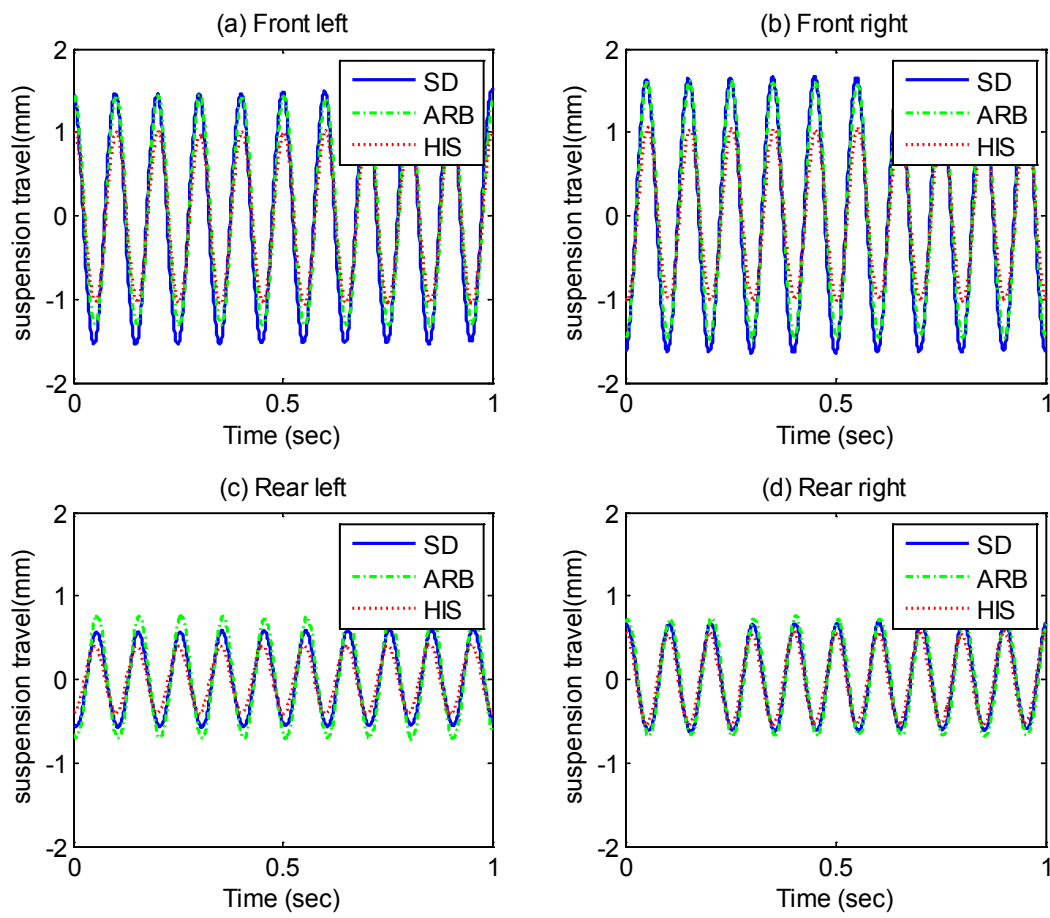 (a) Front left
suspension travel(mm)
2
1
0
-1
-2
0
0.5
1
Time (sec)
SD
ARB
HIS
(b) Front right
suspension travel(mm)
2
1
0
-1
-2
0
0.5
1
Time (sec)
SD
ARB
HIS
(c) Rear left
suspension travel(mm)
2
1
0
-1
-2
0
0.5
1
Time (sec)
SD
ARB
HIS
(d) Rear right
suspension travel(mm)
2
1
0
-1
-2
0
0.5
1
Time (sec)
SD
ARB
HIS